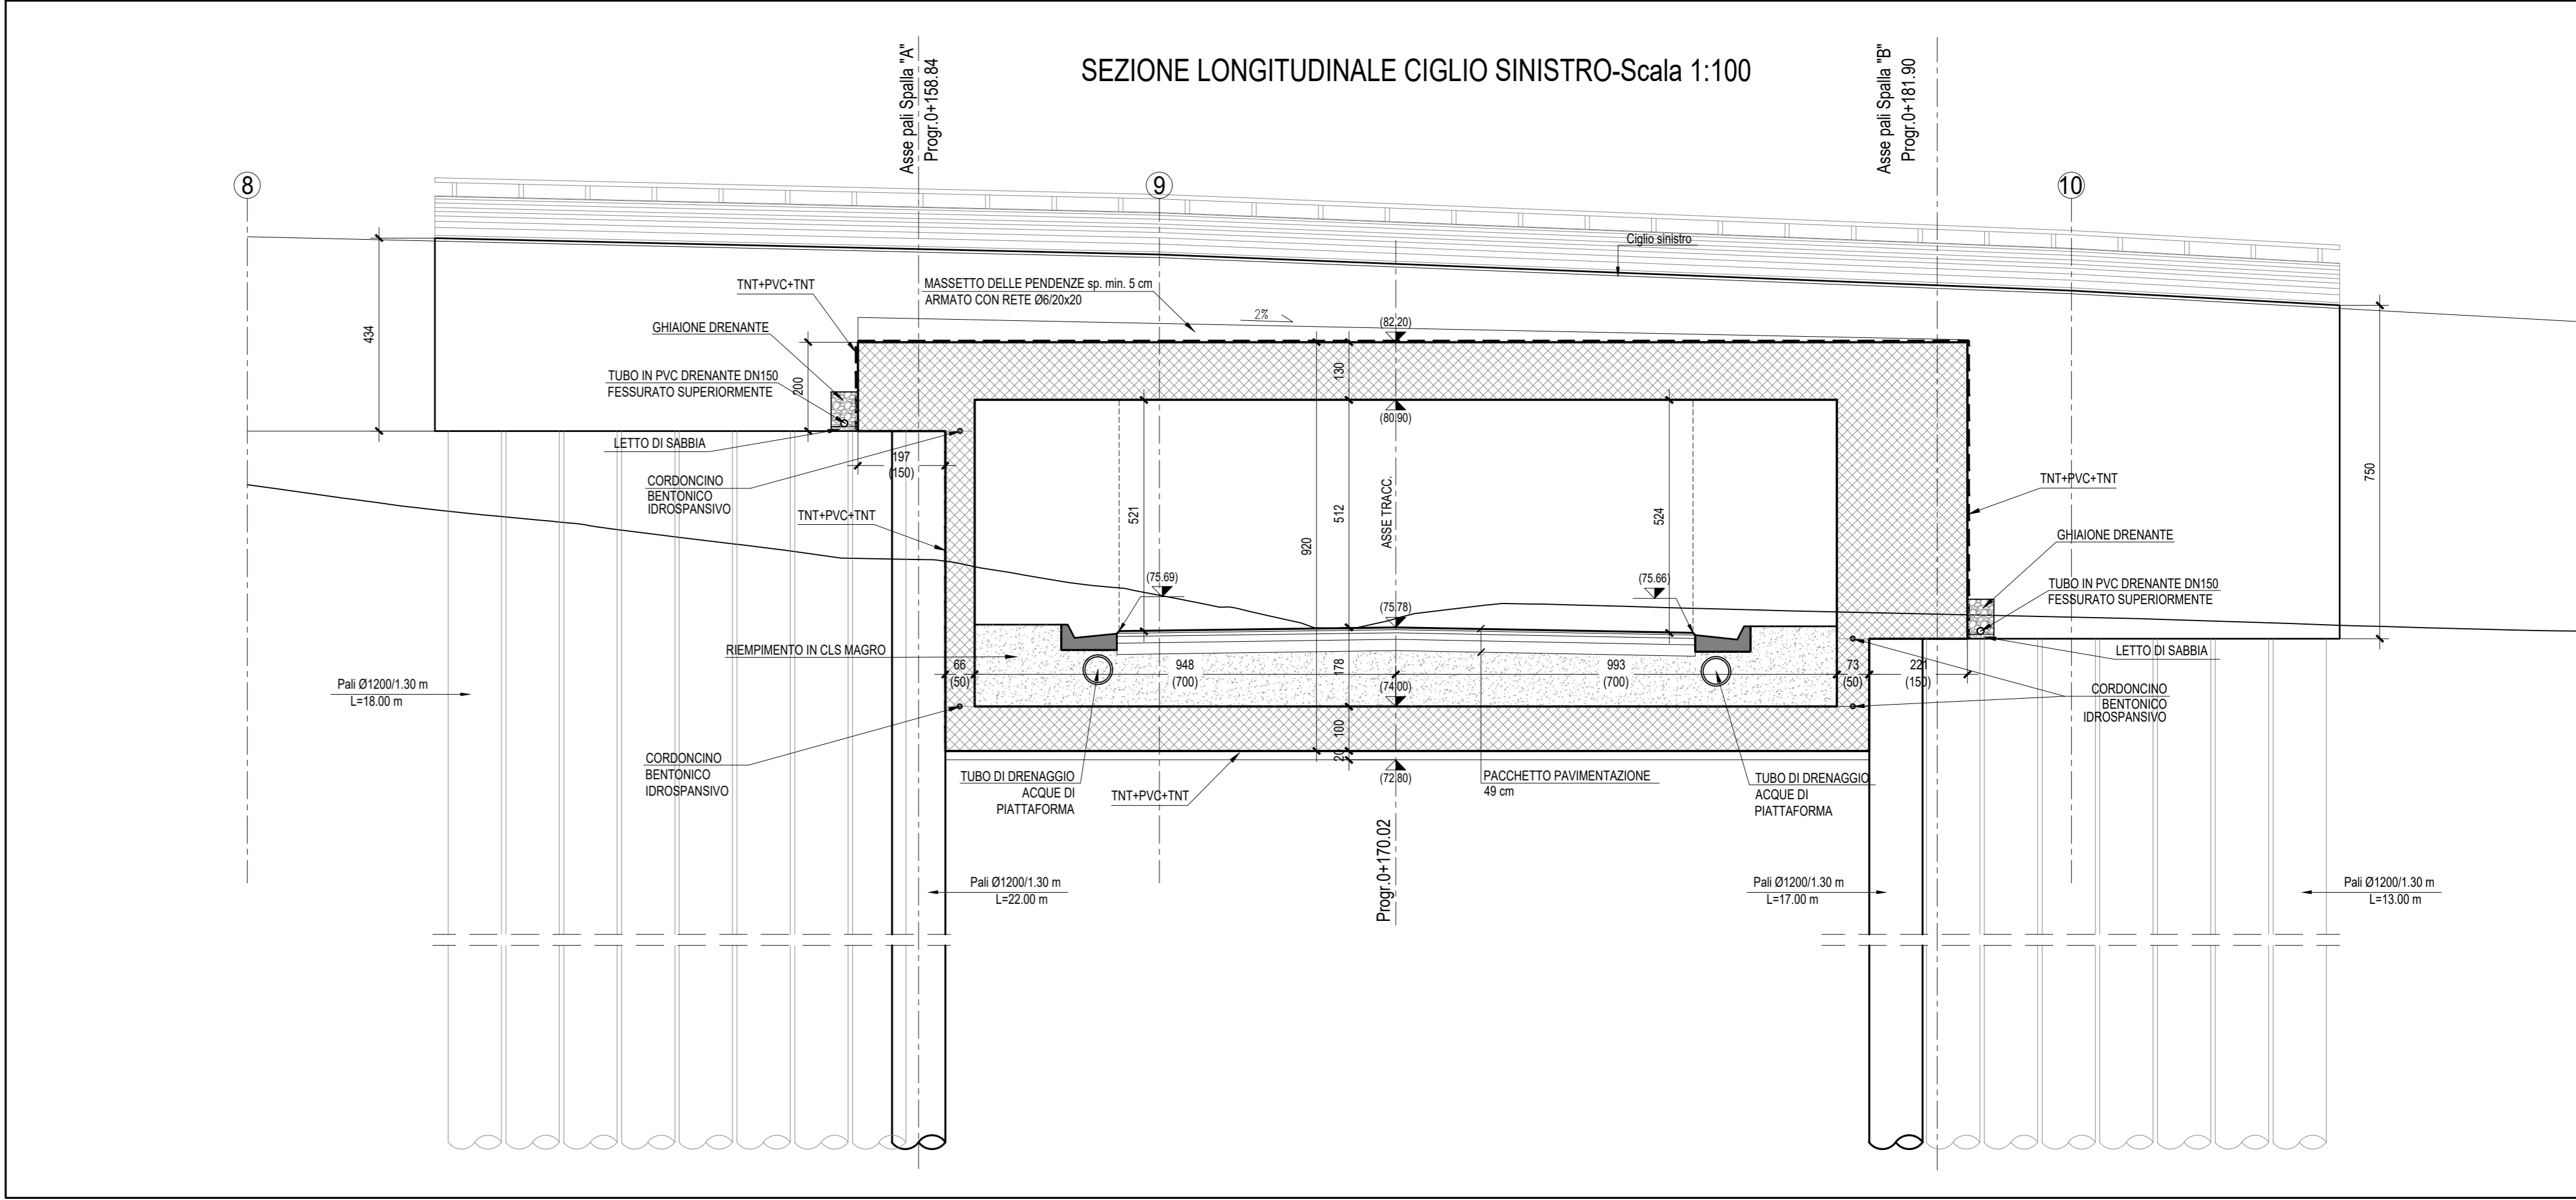 SEZIONE LONGITUDINALE CIGLIO SINISTRO-Scala 1:100
Asse pali Spalla "A"
Progr.0+158.84
Asse pali Spalla "B"
Progr.0+181.90
8
9
10
Ciglio sinistro
TNT+PVC+TNT
MASSETTO DELLE PENDENZE sp. min. 5 cm
ARMATO CON RETE Ø6/20x20
2%
(82.20)
GHIAIONE DRENANTE
434
750
TUBO IN PVC DRENANTE DN150
FESSURATO SUPERIORMENTE
200
130
(80.90)
LETTO DI SABBIA
197
(150)
CORDONCINO
BENTONICO
IDROSPANSIVO
TNT+PVC+TNT
521
512
920
ASSE TRACC.
524
TNT+PVC+TNT
GHIAIONE DRENANTE
(75.69)
(75.66)
TUBO IN PVC DRENANTE DN150
FESSURATO SUPERIORMENTE
(75.78)
RIEMPIMENTO IN CLS MAGRO
LETTO DI SABBIA
66
(50)
948
(700)
178
993
(700)
73
(50)
221
(150)
Pali Ø1200/1.30 m
L=18.00 m
(74.00)
CORDONCINO
BENTONICO
IDROSPANSIVO
100
20
CORDONCINO
BENTONICO
IDROSPANSIVO
TUBO DI DRENAGGIO
ACQUE DI
PIATTAFORMA
TNT+PVC+TNT
(72.80)
PACCHETTO PAVIMENTAZIONE
49 cm
TUBO DI DRENAGGIO
ACQUE DI
PIATTAFORMA
Progr.0+170.02
Pali Ø1200/1.30 m
L=22.00 m
Pali Ø1200/1.30 m
L=17.00 m
Pali Ø1200/1.30 m
L=13.00 m